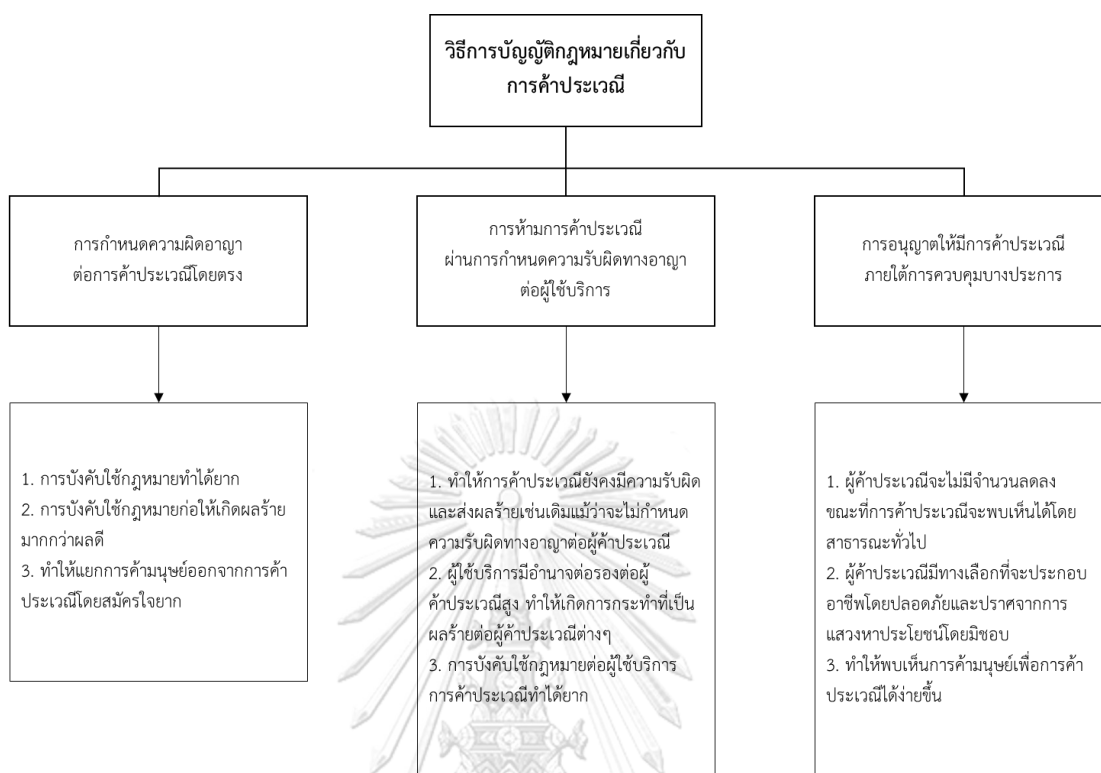 วิธีการบัญญัติกฎหมายเกี่ยวกับ
การค้าประเวณี
การกำหนดความผิดอาญา
ต่อการค้าประเวณีโดยตรง
การห้ามการค้าประเวณี
ผ่านการกำหนดความรับผิดทางอาญา
ต่อผู้ใช้บริการ
การอนุญาตให้มีการค้าประเวณี
ภายใต้การควบคุมบางประการ
1. การบังคับใช้กฎหมายทำได้ยาก
2. การบังคับใช้กฎหมายก่อให้เกิดผลร้าย
มากกว่าผลดี
3. ทำให้แยกการค้ามนุษย์ออกจากการค้า
ประเวณีโดยสมัครใจยาก
1. ทำให้การค้าประเวณียังคงมีความรับผิด
และส่งผลร้ายเช่นเดิมแม้ว่าจะไม่กำหนด
ความรับผิดทางอาญาต่อผู้ค้าประเวณี
2. ผู้ใช้บริการมีอำนาจต่อรองต่อผู้
ค้าประเวณีสูง ทำให้เกิดการกระทำที่เป็น
ผลร้ายต่อผู้ค้าประเวณีต่างๆ
3. การบังคับใช้กฎหมายต่อผู้ใช้บริการ
การค้าประเวณีทำได้ยาก
1. ผู้ค้าประเวณีจะไม่มีจำนวนลดลง
ขณะที่การค้าประเวณีจะพบเห็นได้โดย
สาธารณะทั่วไป
2. ผู้ค้าประเวณีมีทางเลือกที่จะประกอบ
อาชีพโดยปลอดภัยและปราศจากการ
แสวงหาประโยชน์โดยมิชอบ
3. ทำให้พบเห็นการค้ามนุษย์เพื่อการค้า
ประเวณีได้ง่ายขึ้น